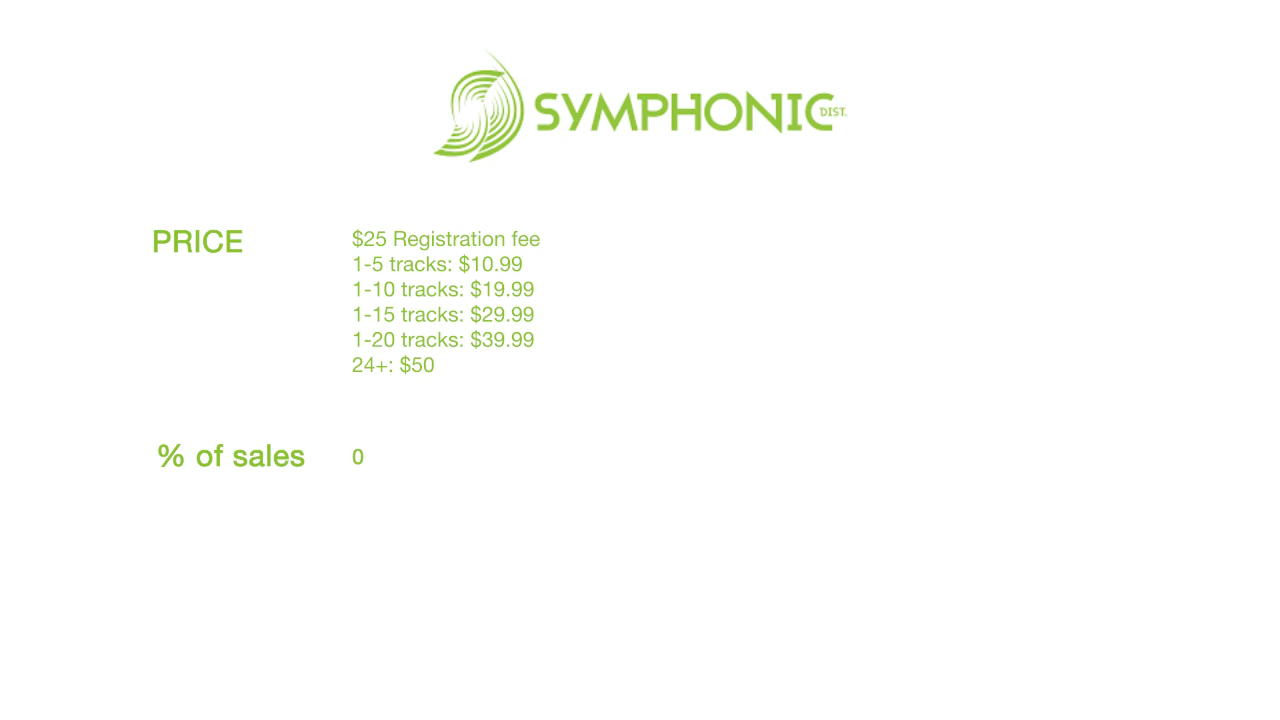 SYMPHONIC DIST.
PRICE
$25 Registration fee
1-5 tracks: $10.99
1-10 tracks: $19.99
1-15 tracks: $29.99
1-20 tracks: $39.99
24+: $50
% of sales
0